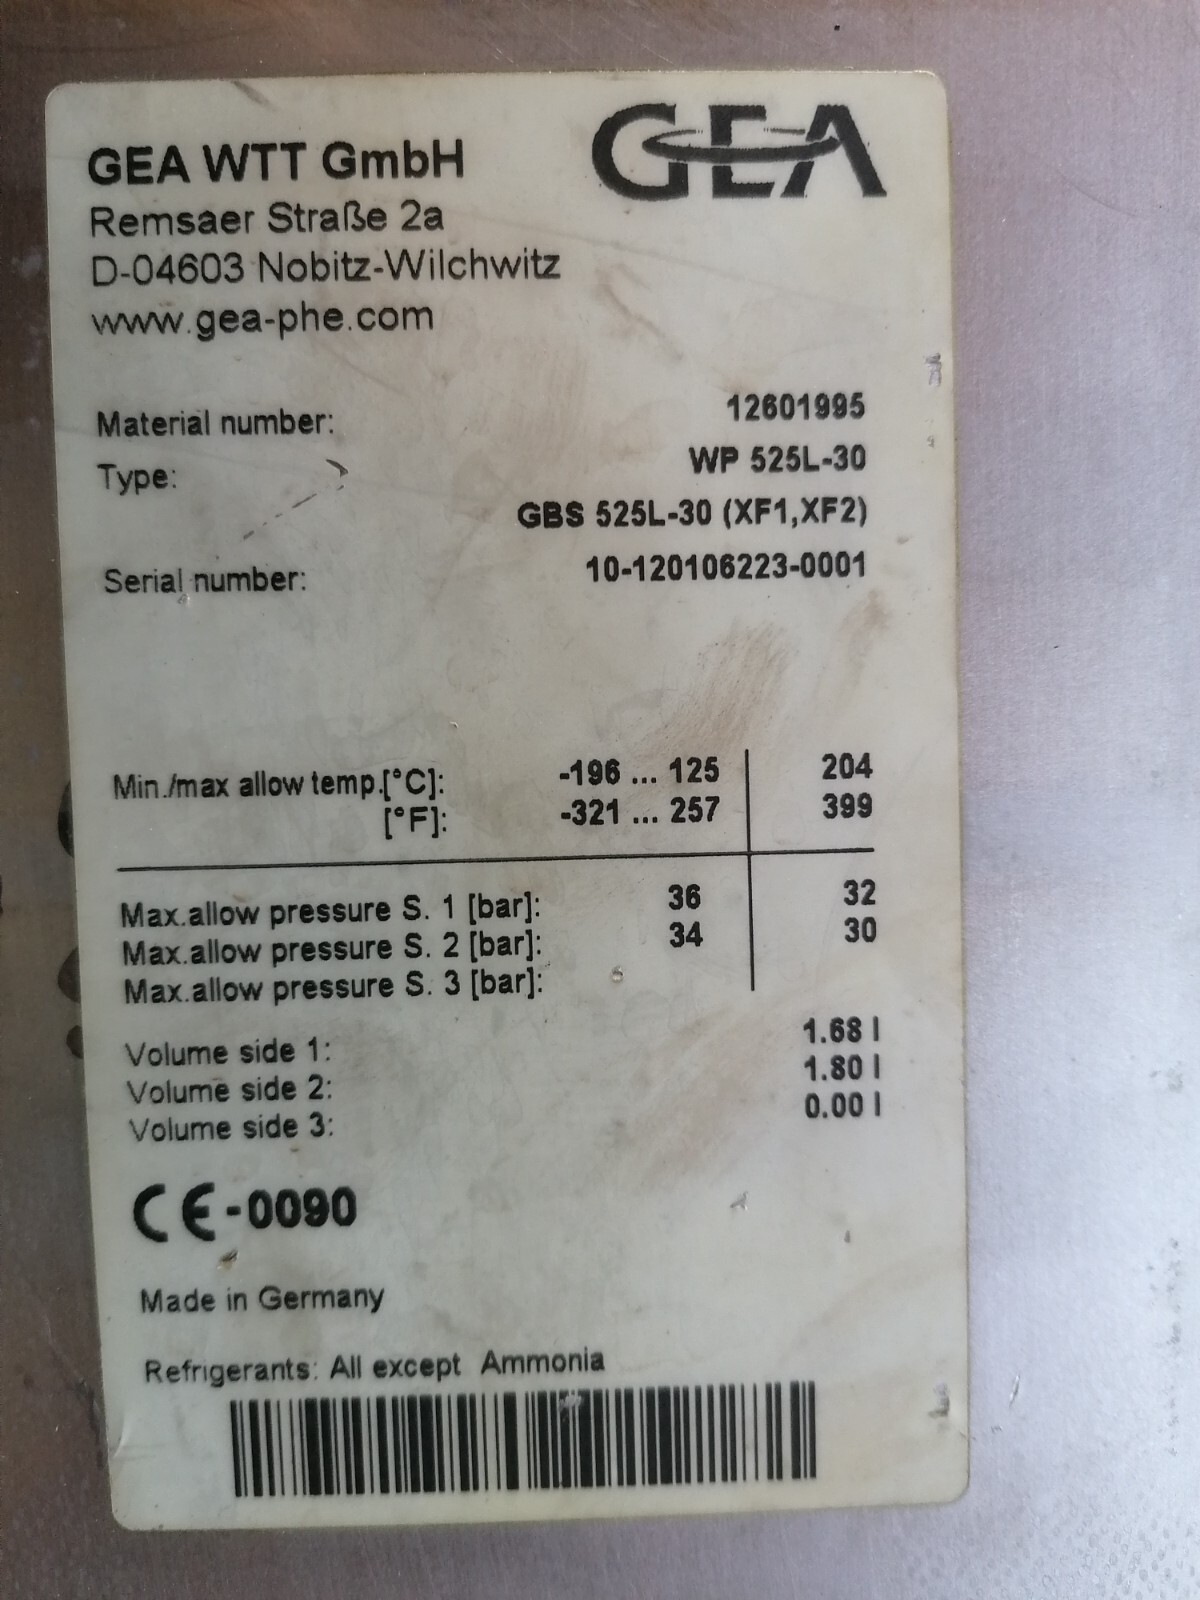 GEA
GEA WTT GmbH
Remsaer Straße 2a
D-04603 Nobitz-Wilchwitz
www.gea-phe.com
Material number: 12601995
Type: WP 525L-30
GBS 525L-30 (XF1,XF2)
Serial number: 10-120106223-0001
Min./max allow temp.[°C]: -196 ... 125 204
[°F]: -321 ... 257 399
Max.allow pressure S. 1 [bar]: 36 32
Max.allow pressure S. 2 [bar]: 34 30
Max.allow pressure S. 3 [bar]:
Volume side 1: 1.68 l
Volume side 2: 1.80 l
Volume side 3: 0.00 l
CE-0090
Made in Germany
Refrigerants: All except Ammonia